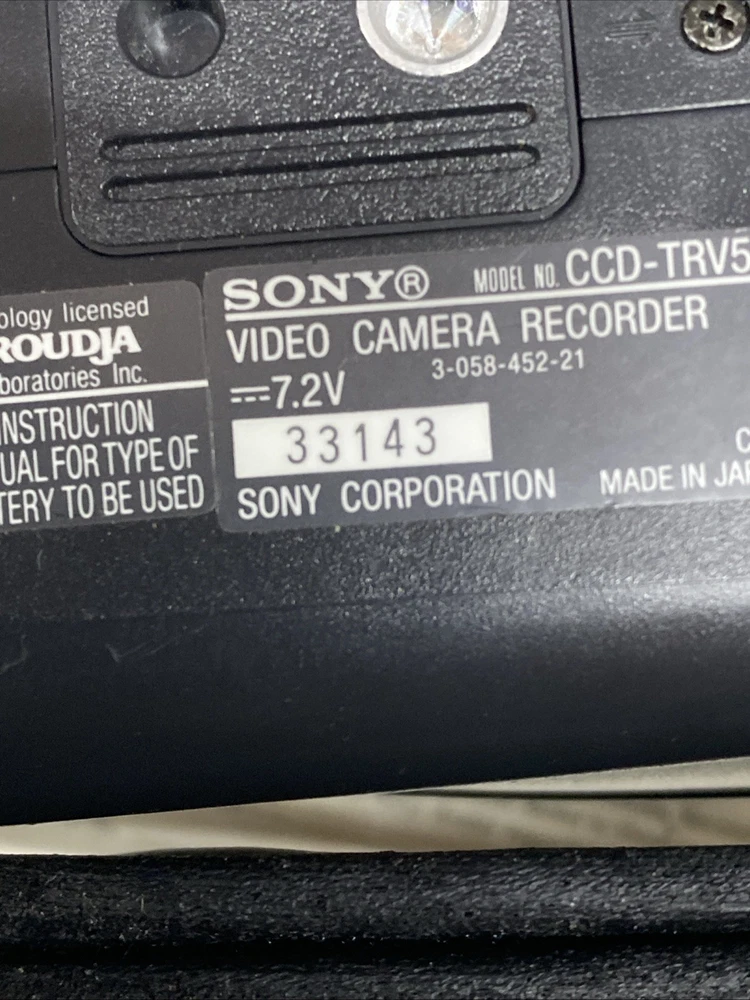 ology licensed
ROUDJA
boratories Inc.
INSTRUCTION
UAL FOR TYPE OF
TERY TO BE USED
SONY® MODEL NO. CCD-TRV5
VIDEO CAMERA RECORDER
3-058-452-21
⎓7.2V
33143
SONY CORPORATION MADE IN JAP